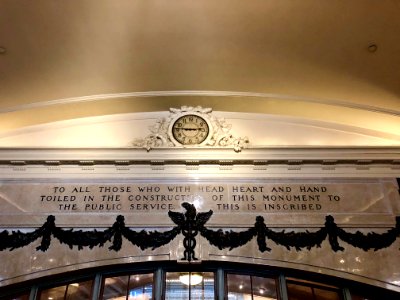 TO ALL THOSE WHO WITH HEAD HEART AND HAND
TOILED IN THE CONSTRUCTION OF THIS MONUMENT TO
THE PUBLIC SERVICE THIS IS INSCRIBED